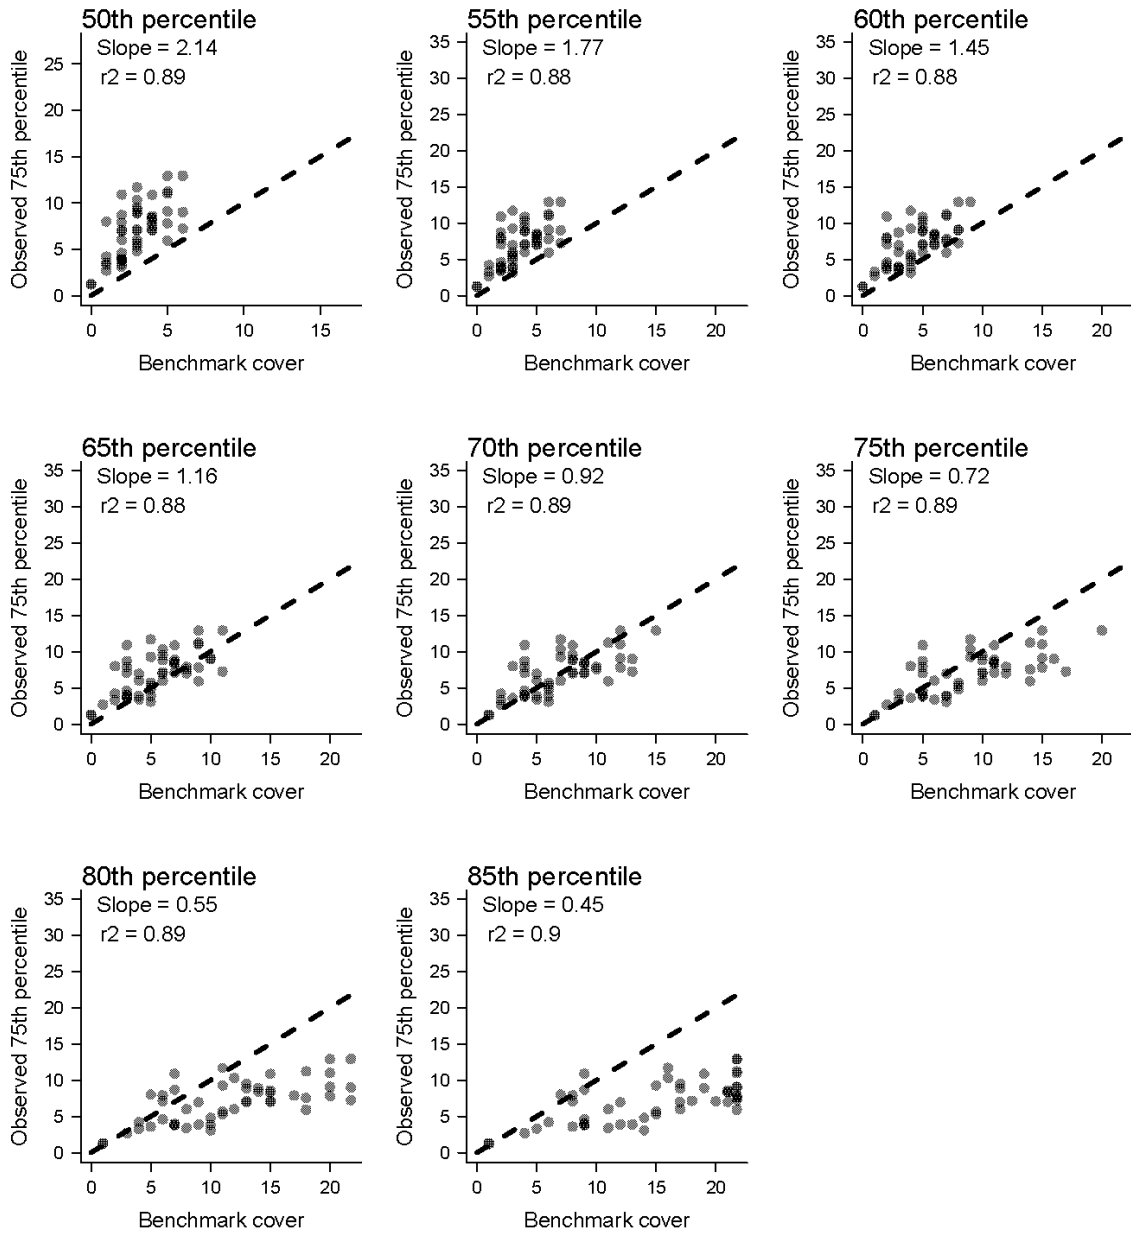 50th percentile
Slope = 2.14
r2 = 0.89
25
20
15
10
5
0
Observed 75th percentile
0 5 10 15
Benchmark cover
55th percentile
Slope = 1.77
r2 = 0.88
35
30
25
20
15
10
5
0
Observed 75th percentile
0 5 10 15 20
Benchmark cover
60th percentile
Slope = 1.45
r2 = 0.88
35
30
25
20
15
10
5
0
Observed 75th percentile
0 5 10 15 20
Benchmark cover
65th percentile
Slope = 1.16
r2 = 0.88
35
30
25
20
15
10
5
0
Observed 75th percentile
0 5 10 15 20
Benchmark cover
70th percentile
Slope = 0.92
r2 = 0.89
35
30
25
20
15
10
5
0
Observed 75th percentile
0 5 10 15 20
Benchmark cover
75th percentile
Slope = 0.72
r2 = 0.89
35
30
25
20
15
10
5
0
Observed 75th percentile
0 5 10 15 20
Benchmark cover
80th percentile
Slope = 0.55
r2 = 0.89
35
30
25
20
15
10
5
0
Observed 75th percentile
0 5 10 15 20
Benchmark cover
85th percentile
Slope = 0.45
r2 = 0.9
35
30
25
20
15
10
5
0
Observed 75th percentile
0 5 10 15 20
Benchmark cover